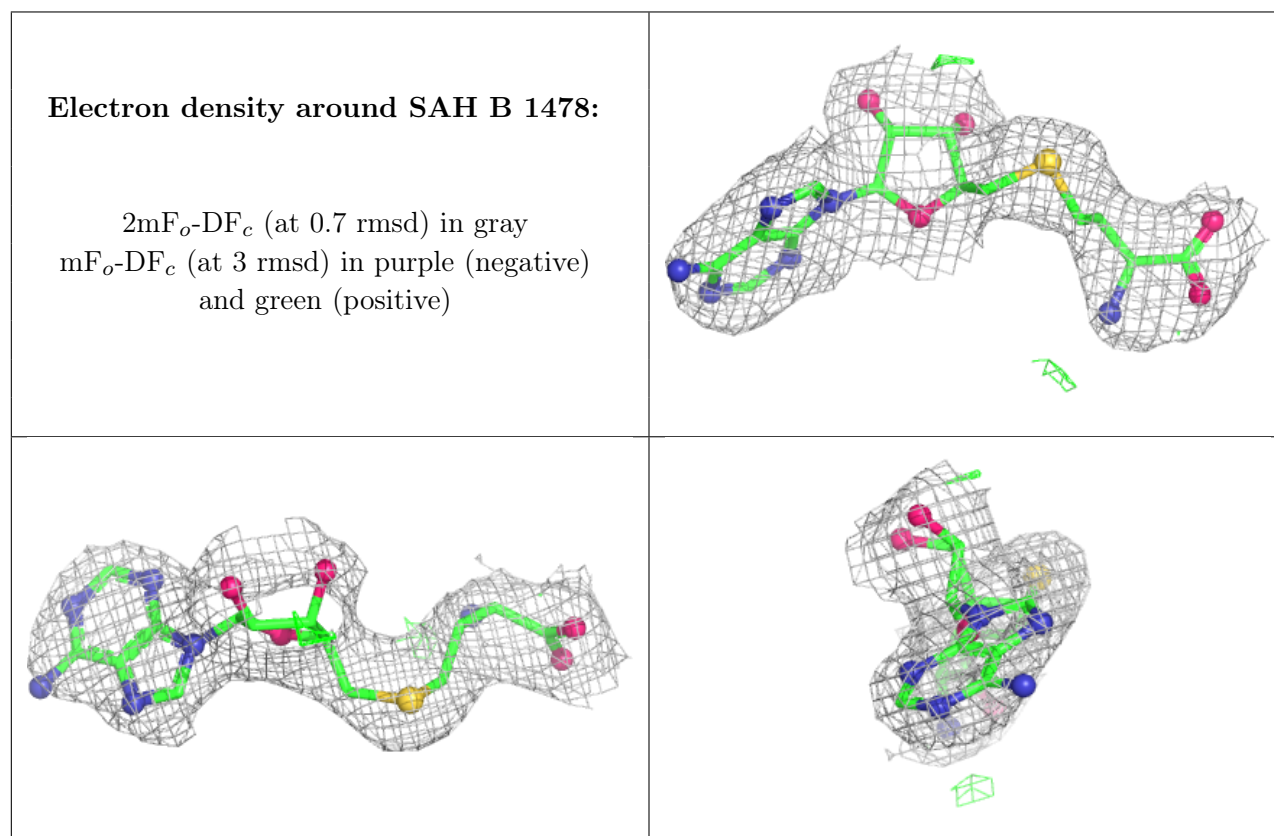 Electron density around SAH B 1478:
2mFo-DFc (at 0.7 rmsd) in gray
mFo-DFc (at 3 rmsd) in purple (negative)
and green (positive)